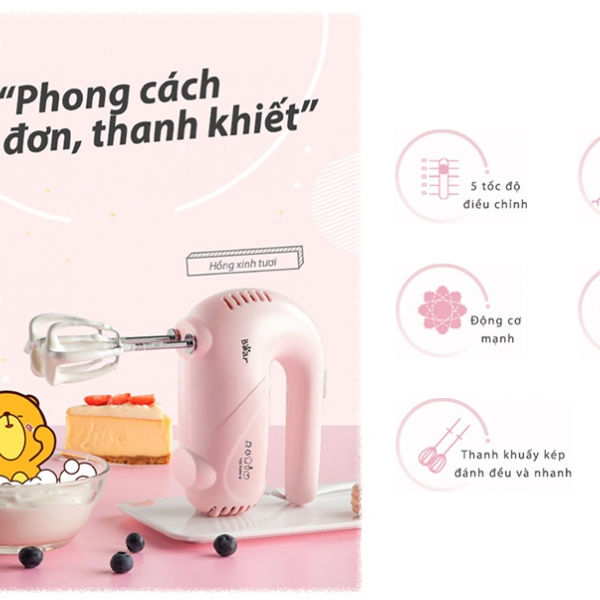 “Phong cách
đơn, thanh khiết”
Hồng xinh tươi
Bear
5 tốc độ
điều chỉnh
Động cơ
mạnh
Thanh khuấy kép
đánh đều và nhanh